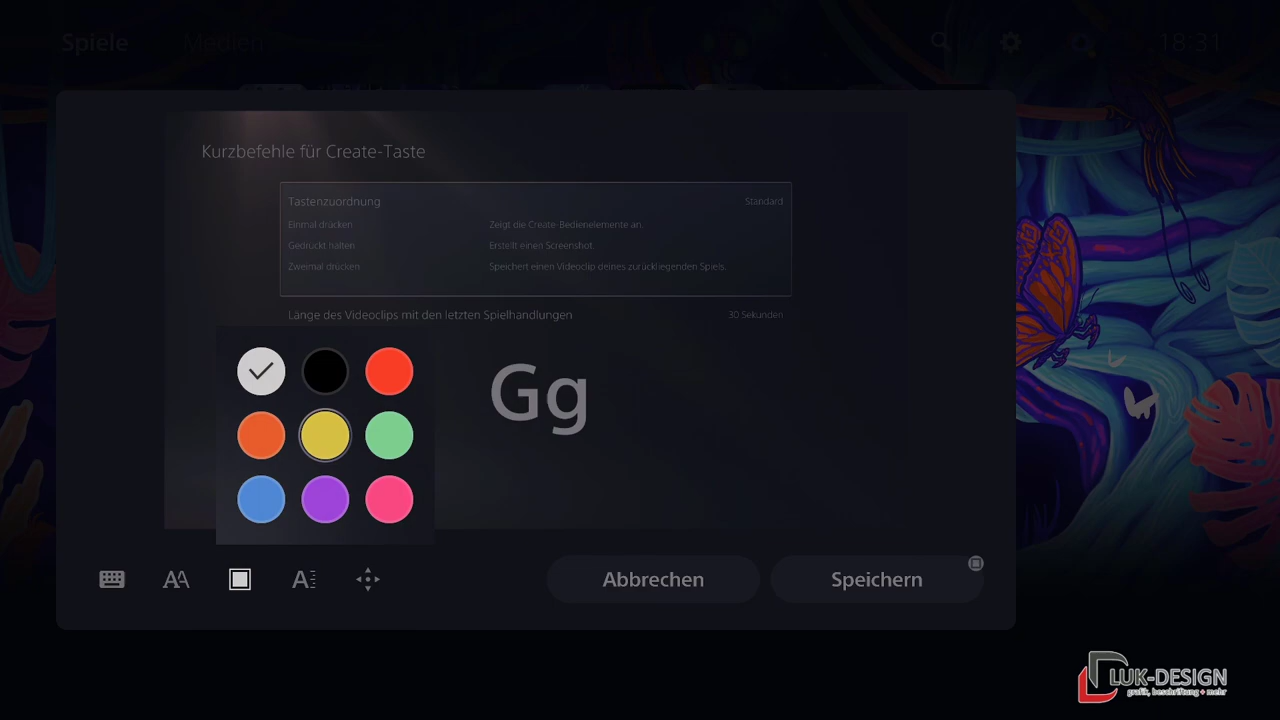 Spiele Medien 18:31
Kurzbefehle für Create-Taste
Tastenzuordnung Standard
Einmal drücken Zeigt die Create-Bedienelemente an.
Gedrückt halten Erstellt einen Screenshot.
Zweimal drücken Speichert einen Videoclip deines zurückliegenden Spiels.
Länge des Videoclips mit den letzten Spielhandlungen 30 Sekunden
Gg
AA A Abbrechen Speichern
LUK-DESIGN
grafik, beschriftung + mehr